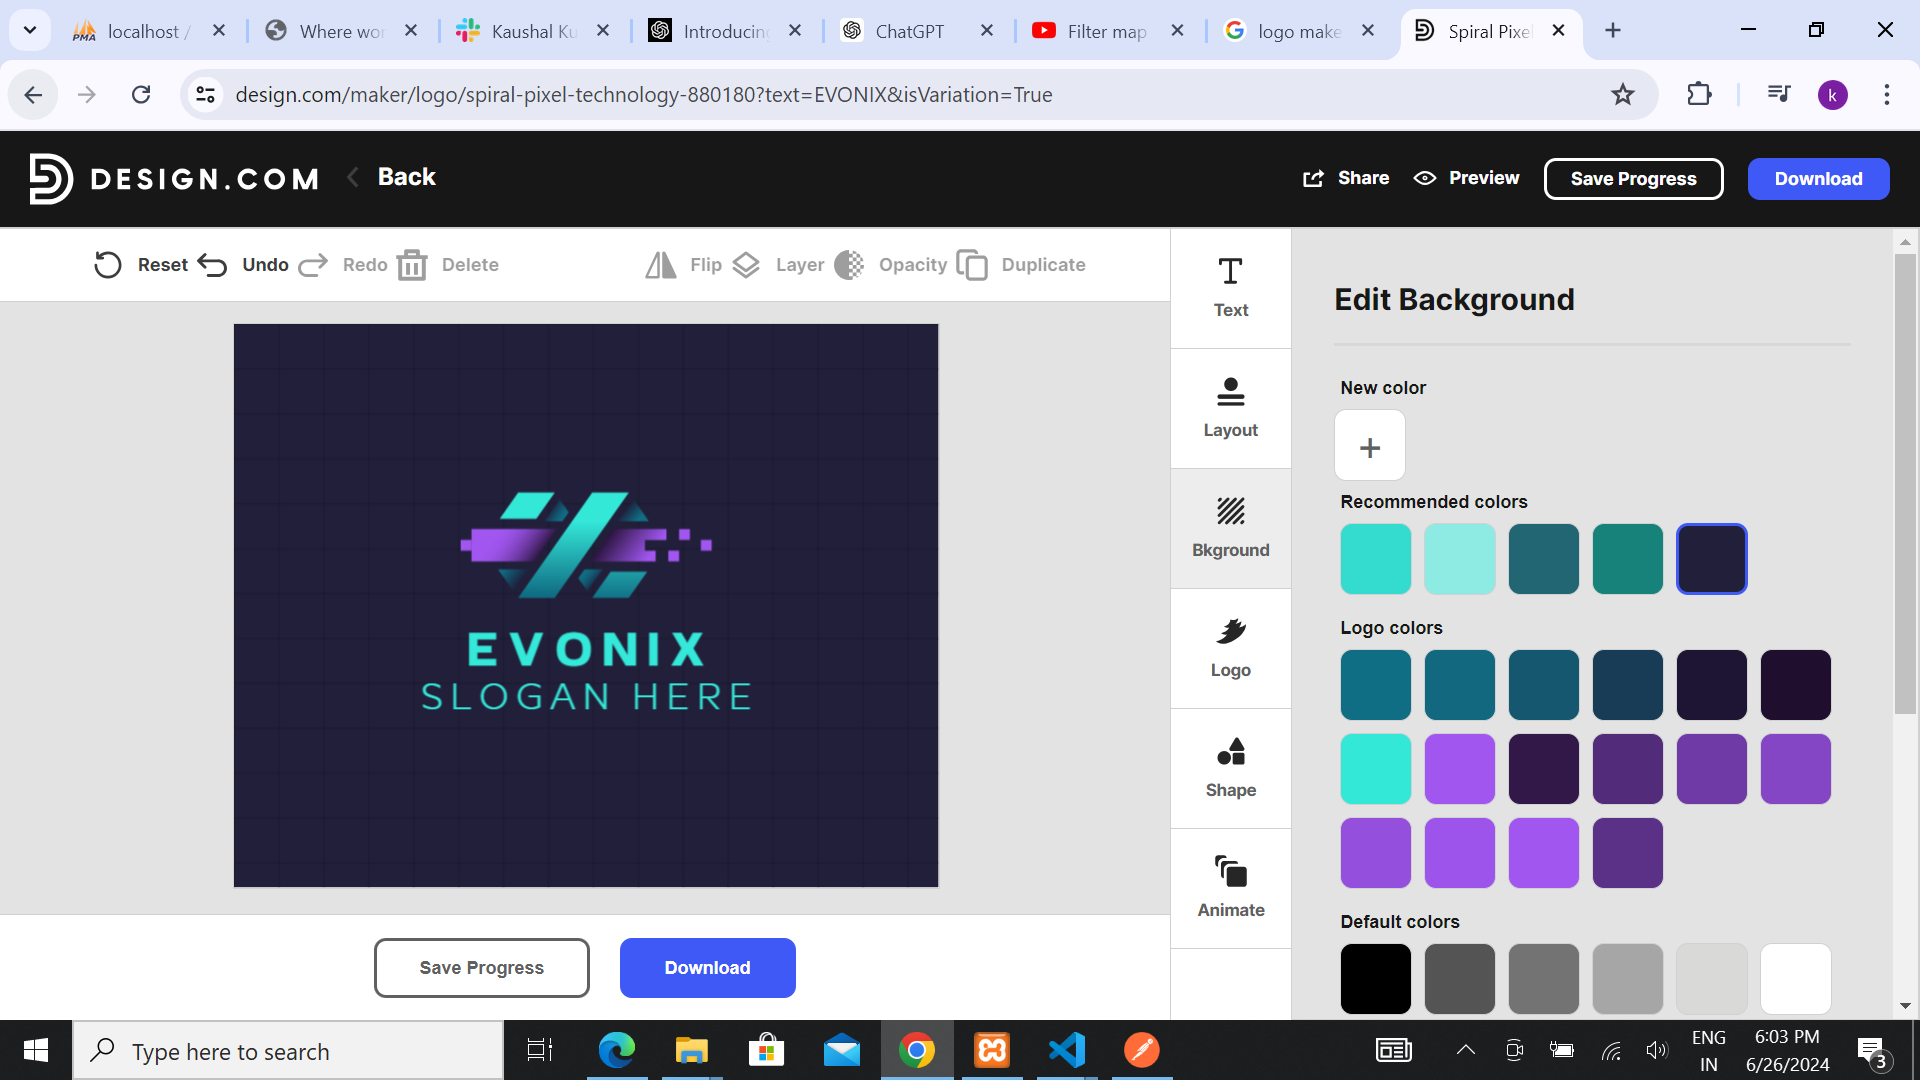 localhost /
Where wor
Kaushal Ku
Introducing
ChatGPT
Filter map
logo make
Spiral Pixel
design.com/maker/logo/spiral-pixel-technology-880180?text=EVONIX&isVariation=True
k
DESIGN.COM
Back
Share
Preview
Save Progress
Download
Reset
Undo
Redo
Delete
Flip
Layer
Opacity
Duplicate
EVONIX
SLOGAN HERE
Save Progress
Download
Text
Layout
Bkground
Logo
Shape
Animate
Edit Background
New color
Recommended colors
Logo colors
Default colors
Type here to search
ENG
IN
6:03 PM
6/26/2024
3